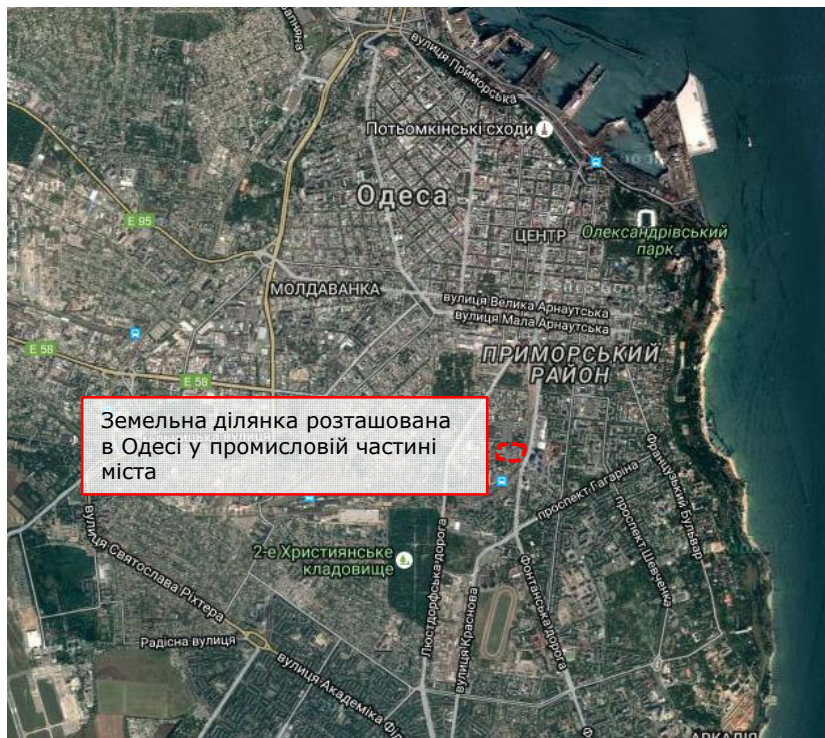 вулиця Приморська
Потьомкінські сходи
Одеса
Е 95
ЦЕНТР
Олександрівський
парк
МОЛДАВАНКА
вулиця Велика Арнаутська
вулиця Мала Арнаутська
ПРИМОРСЬКИЙ
РАЙОН
Е 58
Е 58
Земельна ділянка розташована
в Одесі у промисловій частині
міста
Французький Бульвар
проспект Гагаріна
проспект Шевченка
2-е Християнське
кладовище
Люстдорфська дорога
вулиця Краснова
Фонтанська дорога
вулиця Святослава Ріхтера
Радісна вулиця
вулиця Академіка Філ
АРКАДІЯ